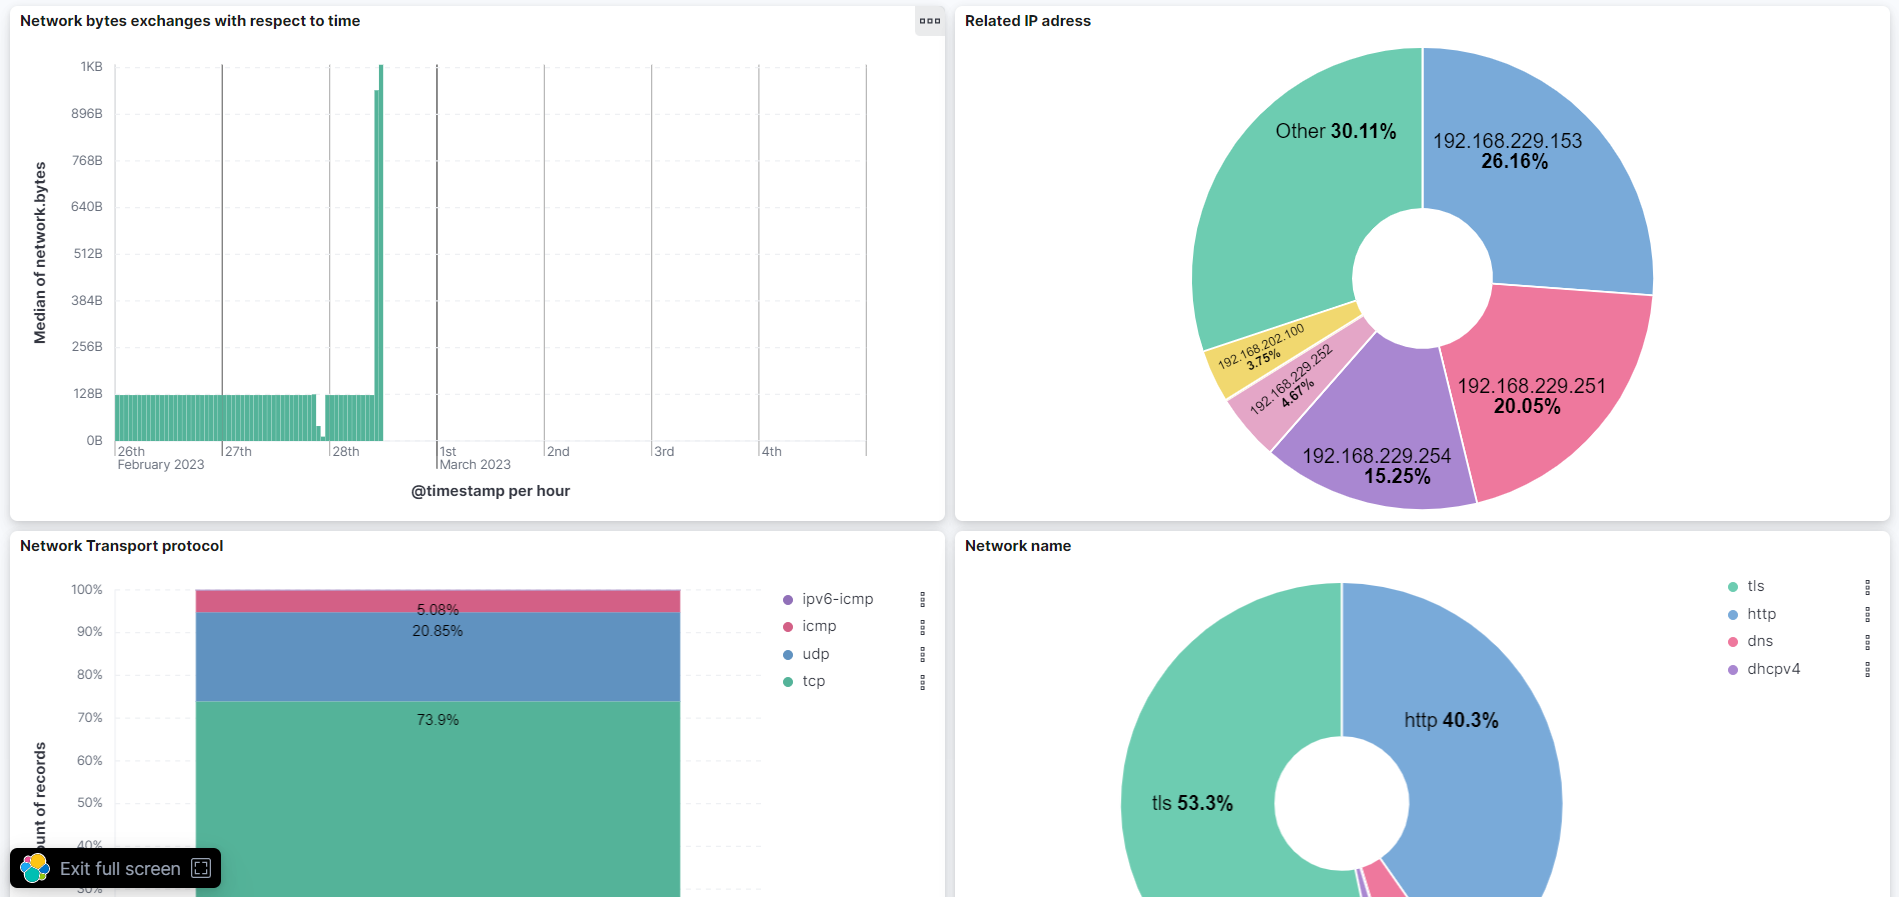 Network bytes exchanges with respect to time
1KB
896B
768B
640B
512B
384B
256B
128B
0B
Median of network.bytes
26th
27th
28th
1st
2nd
3rd
4th
February 2023
March 2023
@timestamp per hour
Related IP adress
Other 30.11%
192.168.229.153
26.16%
192.168.229.251
20.05%
192.168.229.254
15.25%
192.168.229.252
4.67%
192.168.202.100
3.75%
Network Transport protocol
100%
90%
80%
70%
60%
50%
40%
30%
ount of records
5.08%
20.85%
73.9%
ipv6-icmp
icmp
udp
tcp
Exit full screen
Network name
http 40.3%
tls 53.3%
tls
http
dns
dhcpv4